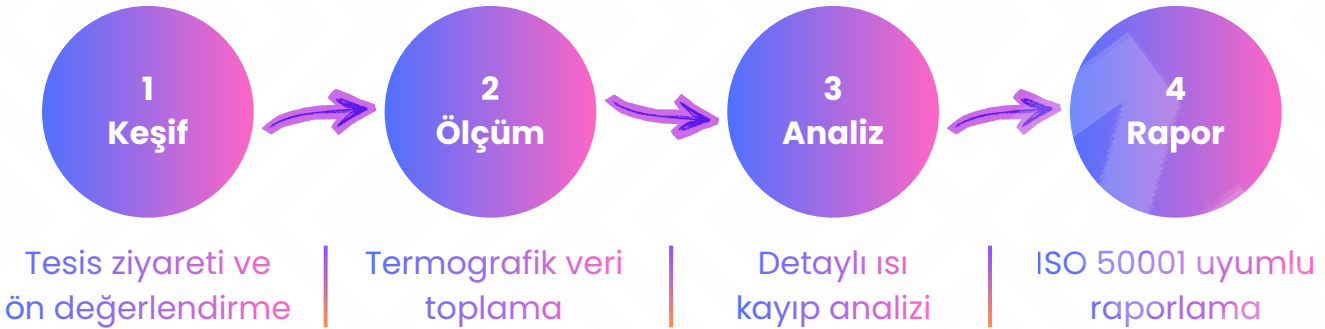 1
Keşif
2
Ölçüm
3
Analiz
4
Rapor
Tesis ziyareti ve
ön değerlendirme
Termografik veri
toplama
Detaylı ısı
kayıp analizi
ISO 50001 uyumlu
raporlama